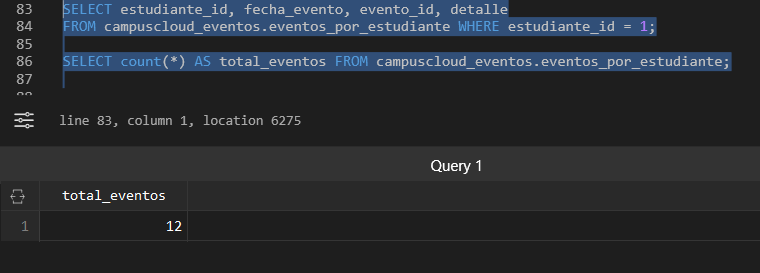 83 SELECT estudiante_id, fecha_evento, evento_id, detalle
84 FROM campuscloud_eventos.eventos_por_estudiante WHERE estudiante_id = 1;
85
86 SELECT count(*) AS total_eventos FROM campuscloud_eventos.eventos_por_estudiante;
87
line 83, column 1, location 6275
Query 1
total_eventos
1 12